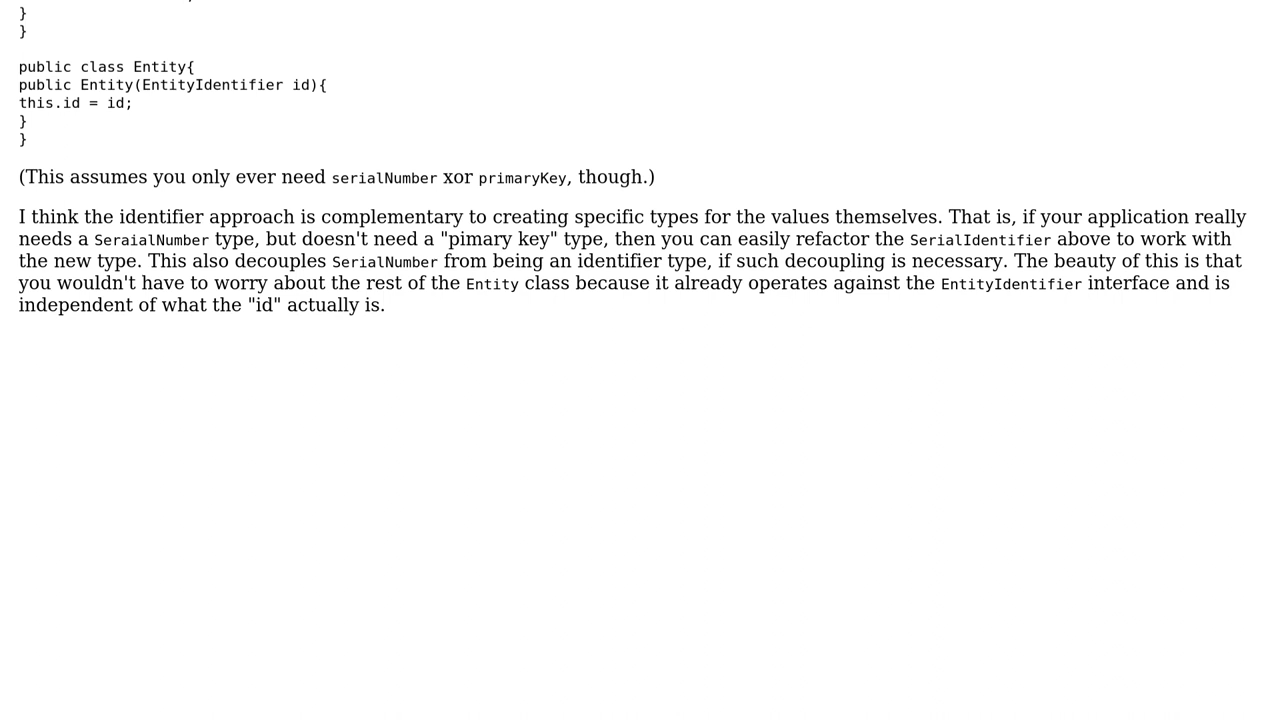 }
}
public class Entity{
public Entity(EntityIdentifier id){
this.id = id;
}
}
(This assumes you only ever need serialNumber xor primaryKey, though.)
I think the identifier approach is complementary to creating specific types for the values themselves. That is, if your application really
needs a SeraialNumber type, but doesn't need a "pimary key" type, then you can easily refactor the SerialIdentifier above to work with
the new type. This also decouples SerialNumber from being an identifier type, if such decoupling is necessary. The beauty of this is that
you wouldn't have to worry about the rest of the Entity class because it already operates against the EntityIdentifier interface and is
independent of what the "id" actually is.